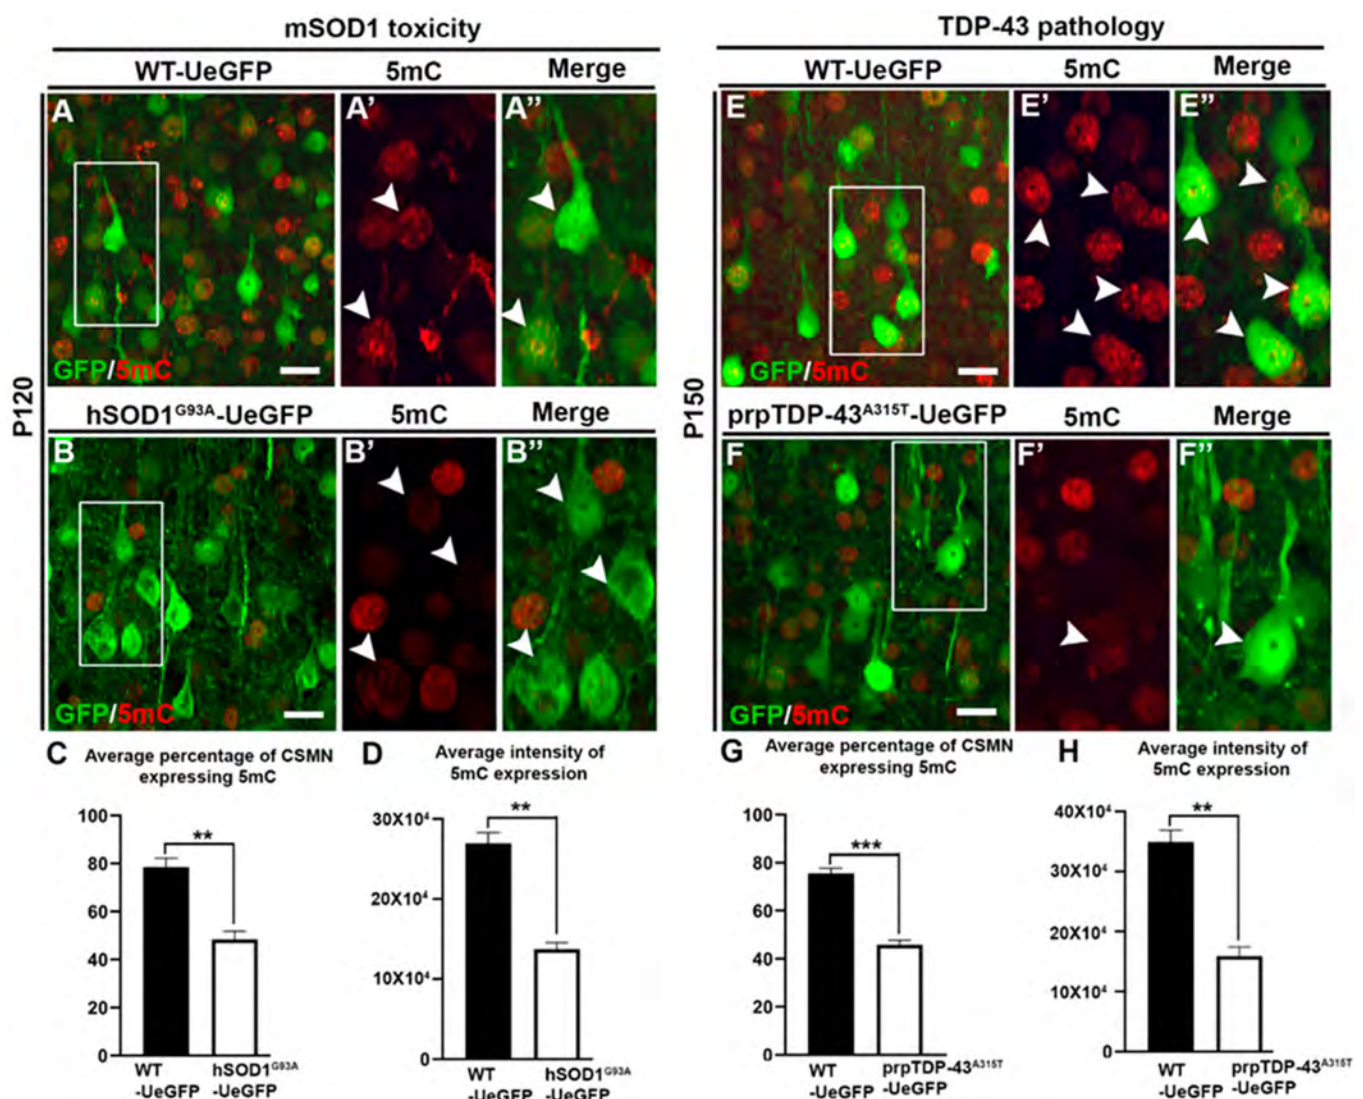 mSOD1 toxicity
WT-UeGFP 5mC Merge
A A' A"
GFP/5mC
P120
hSOD1G93A-UeGFP 5mC Merge
B B' B"
GFP/5mC
TDP-43 pathology
WT-UeGFP 5mC Merge
E E' E"
GFP/5mC
P150
prpTDP-43A315T-UeGFP 5mC Merge
F F' F"
GFP/5mC
C Average percentage of CSMN
expressing 5mC
100
80
60
40
20
0
**
WT hSOD1G93A
-UeGFP -UeGFP
D Average intensity of
5mC expression
30X10⁴
20X10⁴
10X10⁴
0
**
WT hSOD1G93A
-UeGFP -UeGFP
G Average percentage of CSMN
expressing 5mC
100
80
60
40
20
0
***
WT prpTDP-43A315T
-UeGFP -UeGFP
H Average intensity of
5mC expression
40X10⁴
30X10⁴
20X10⁴
10X10⁴
0
**
WT prpTDP-43A315T
-UeGFP -UeGFP